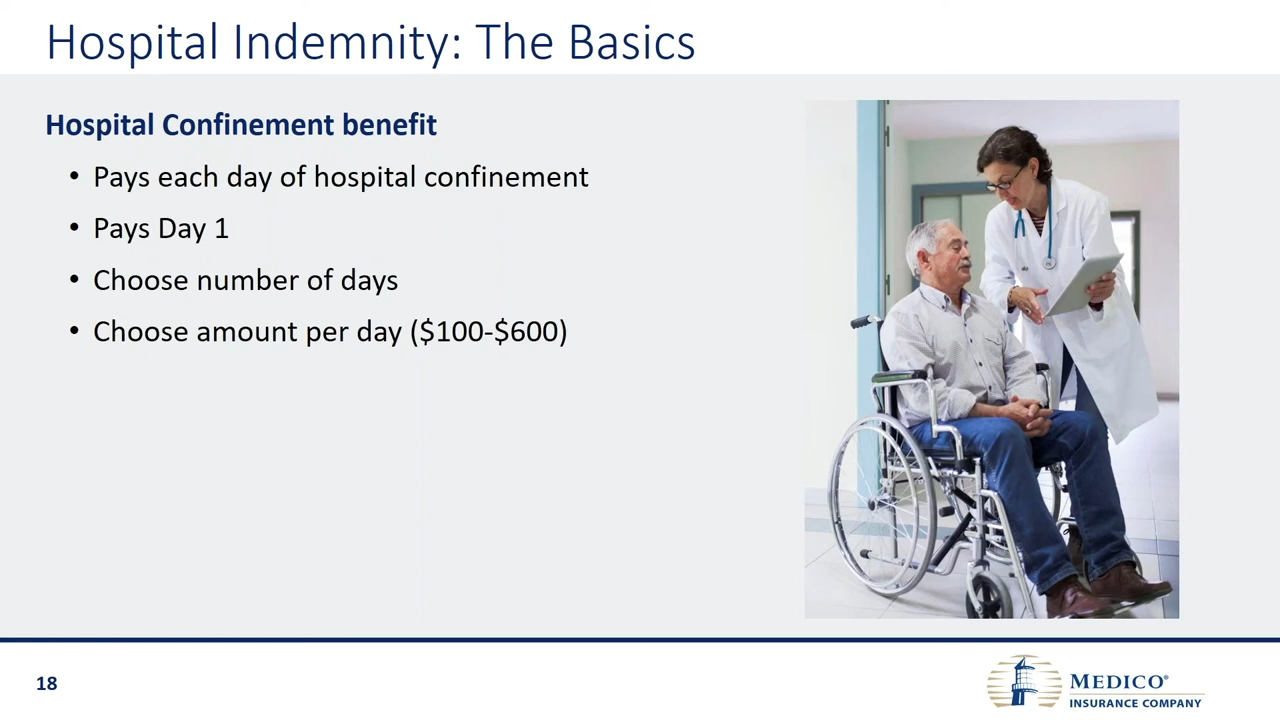 Hospital Indemnity: The Basics
Hospital Confinement benefit
• Pays each day of hospital confinement
• Pays Day 1
• Choose number of days
• Choose amount per day ($100-$600)
18
MEDICO®
INSURANCE COMPANY